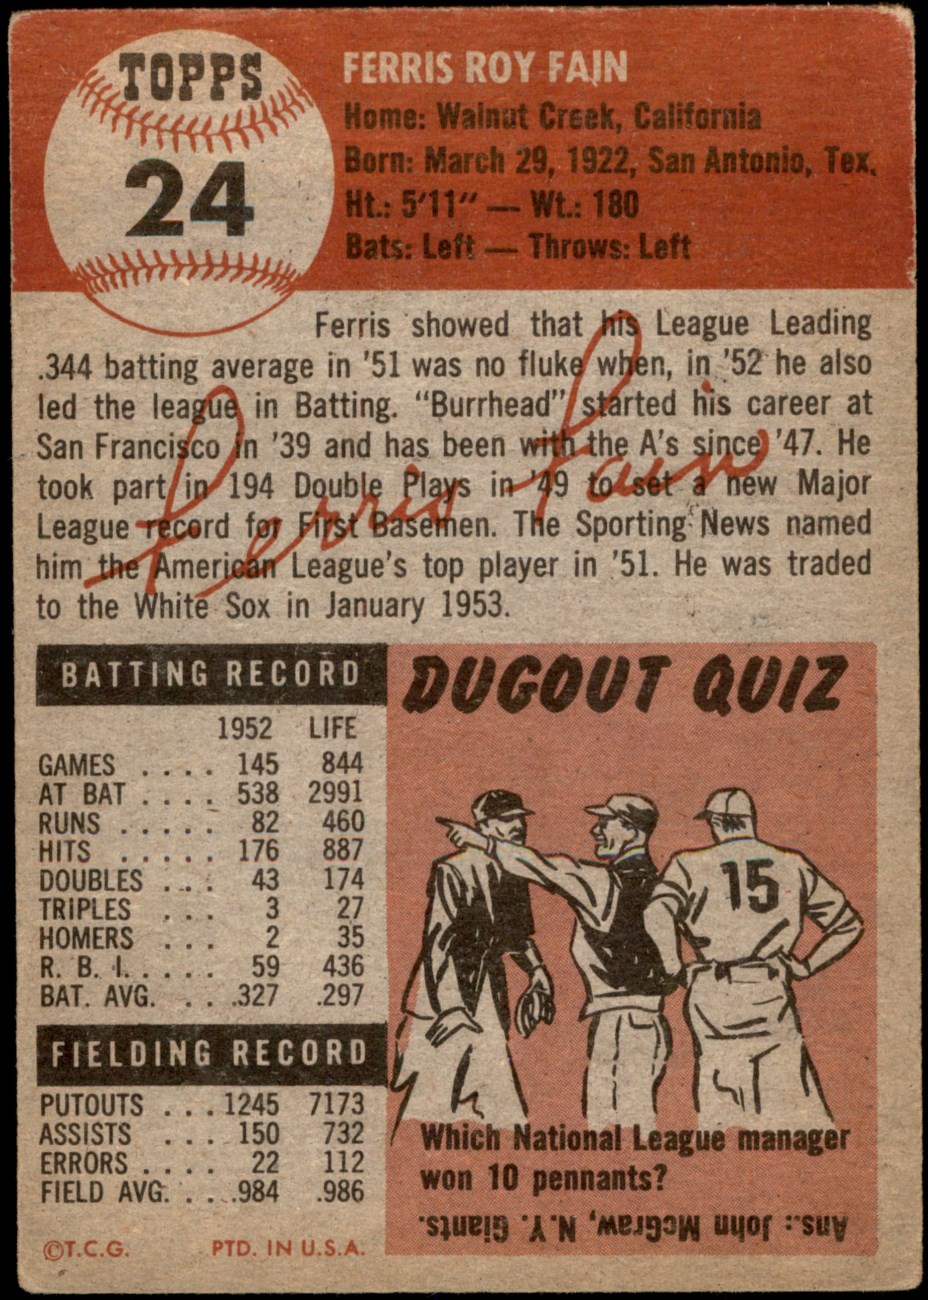 TOPPS
24
FERRIS ROY FAIN
Home: Walnut Creek, California
Born: March 29, 1922, San Antonio, Tex.
Ht.: 5'11" — Wt.: 180
Bats: Left — Throws: Left
Ferris showed that his League Leading
.344 batting average in '51 was no fluke when, in '52 he also
led the league in Batting. "Burrhead" started his career at
San Francisco in '39 and has been with the A's since '47. He
took part in 194 Double Plays in '49 to set a new Major
League record for First Basemen. The Sporting News named
him the American League's top player in '51. He was traded
to the White Sox in January 1953.
Ferris Fain
BATTING RECORD
1952 LIFE
GAMES .... 145 844
AT BAT .... 538 2991
RUNS ..... 82 460
HITS ..... 176 887
DOUBLES ... 43 174
TRIPLES ... 3 27
HOMERS ... 2 35
R. B. I. .... 59 436
BAT. AVG. ... .327 .297
FIELDING RECORD
PUTOUTS ... 1245 7173
ASSISTS ... 150 732
ERRORS .... 22 112
FIELD AVG. ... .984 .986
©T.C.G. PTD. IN U.S.A.
DUGOUT QUIZ
15
Which National League manager
won 10 pennants?
Ans.: John McGraw, N.Y. Giants.